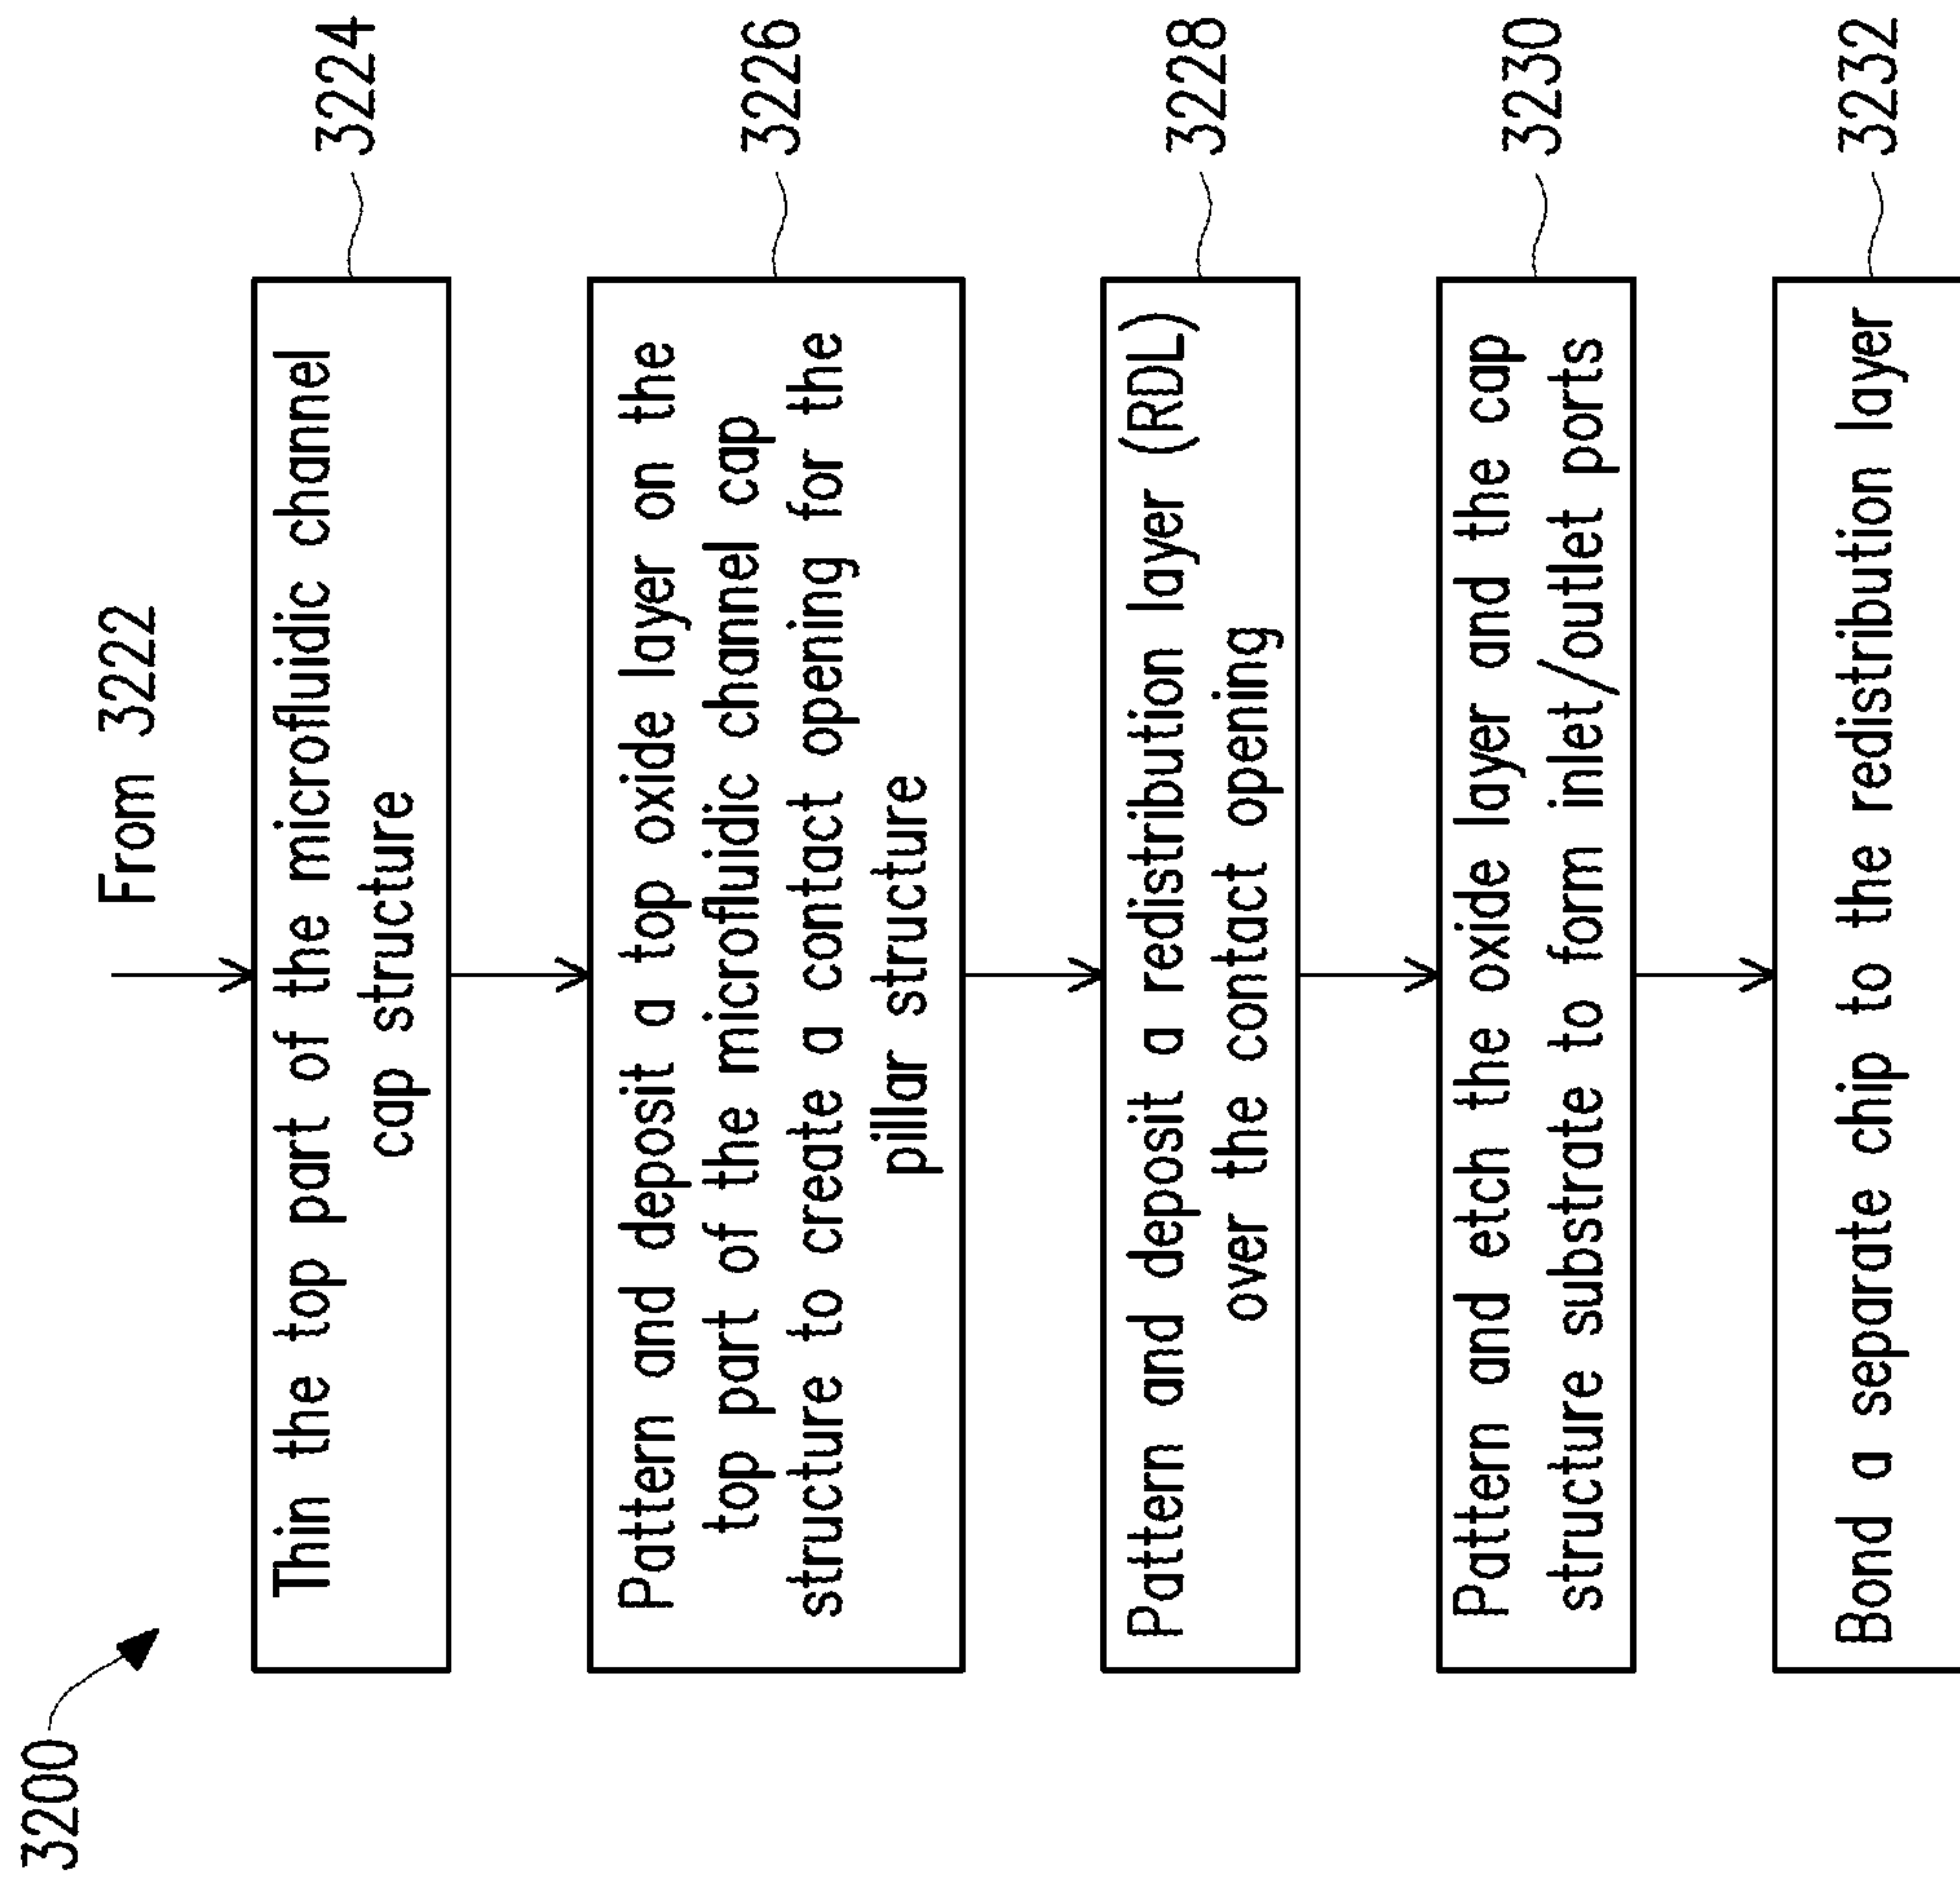 3200
From 3222
Thin the top part of the microfluidic channel
cap structure
3224
Pattern and deposit a top oxide layer on the
top part of the microfluidic channel cap
structure to create a contact opening for the
pillar structure
3226
Pattern and deposit a redistribution layer (RDL)
over the contact opening
3228
Pattern and etch the oxide layer and the cap
structure substrate to form inlet/outlet ports
3230
Bond a separate chip to the redistribution layer
3232